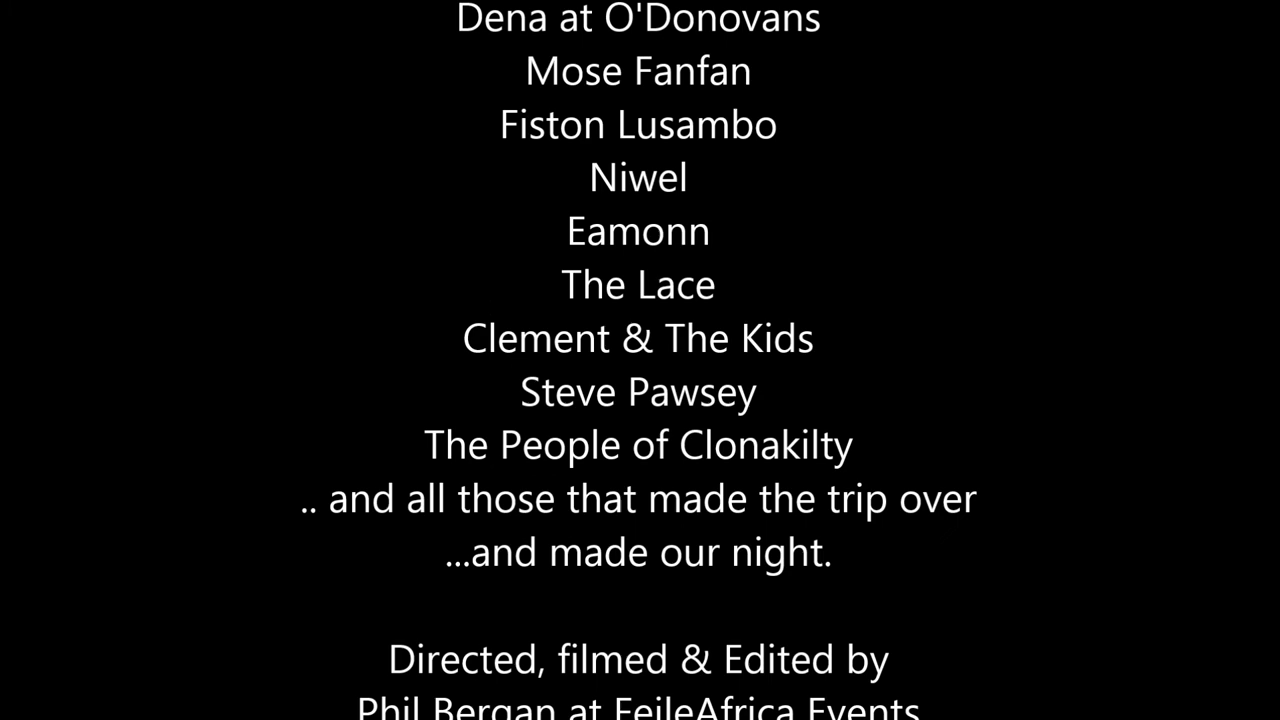 Dena at O'Donovans
Mose Fanfan
Fiston Lusambo
Niwel
Eamonn
The Lace
Clement & The Kids
Steve Pawsey
The People of Clonakilty
.. and all those that made the trip over
...and made our night.
Directed, filmed & Edited by
Phil Bergan at FeileAfrica Events